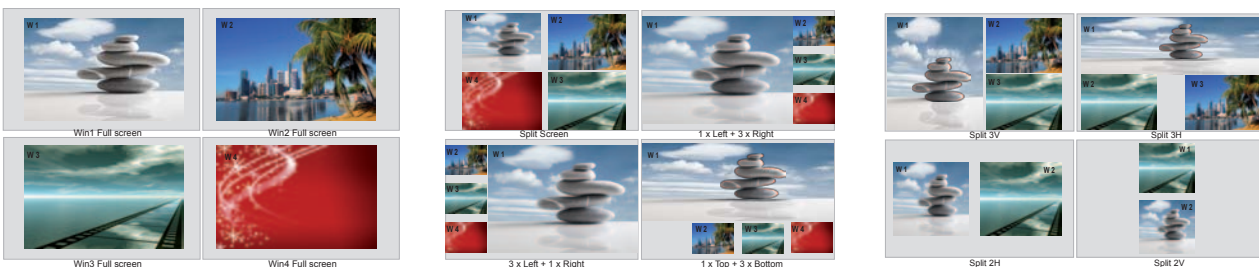 W 1
W 2
Win1 Full screen
Win2 Full screen
W 3
W 4
Win3 Full screen
Win4 Full screen
W 1
W 2
W 4
W 3
Split Screen
W 1
W 2
W 3
W 4
1 x Left + 3 x Right
W 2
W 3
W 4
W 1
3 x Left + 1 x Right
W 1
W 2
W 3
W 4
1 x Top + 3 x Bottom
W 1
W 2
W 3
Split 3V
W 1
W 2
W 3
Split 3H
W 1
W 2
Split 2H
W 1
W 2
Split 2V